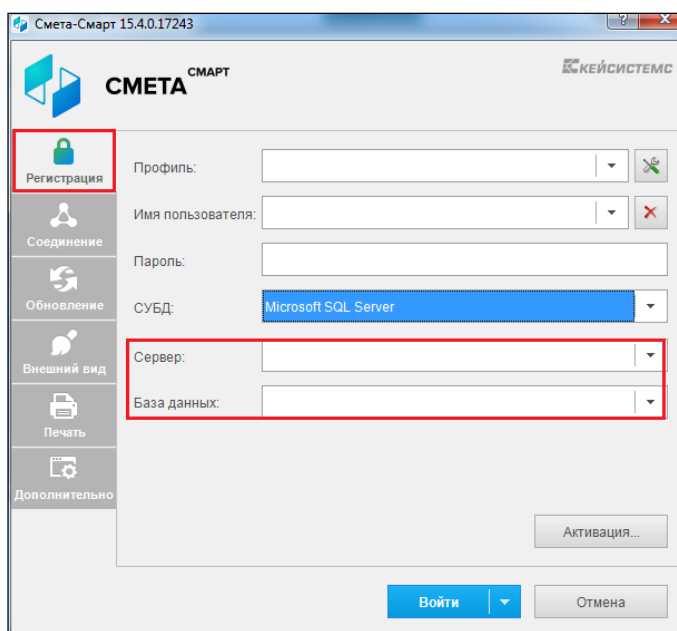 Смета-Смарт 15.4.0.17243
СМЕТА СМАРТ
КЕЙСИСТЕМС
Регистрация
Соединение
Обновление
Внешний вид
Печать
Дополнительно
Профиль:
Имя пользователя:
Пароль:
СУБД: Microsoft SQL Server
Сервер:
База данных:
Активация...
Войти
Отмена